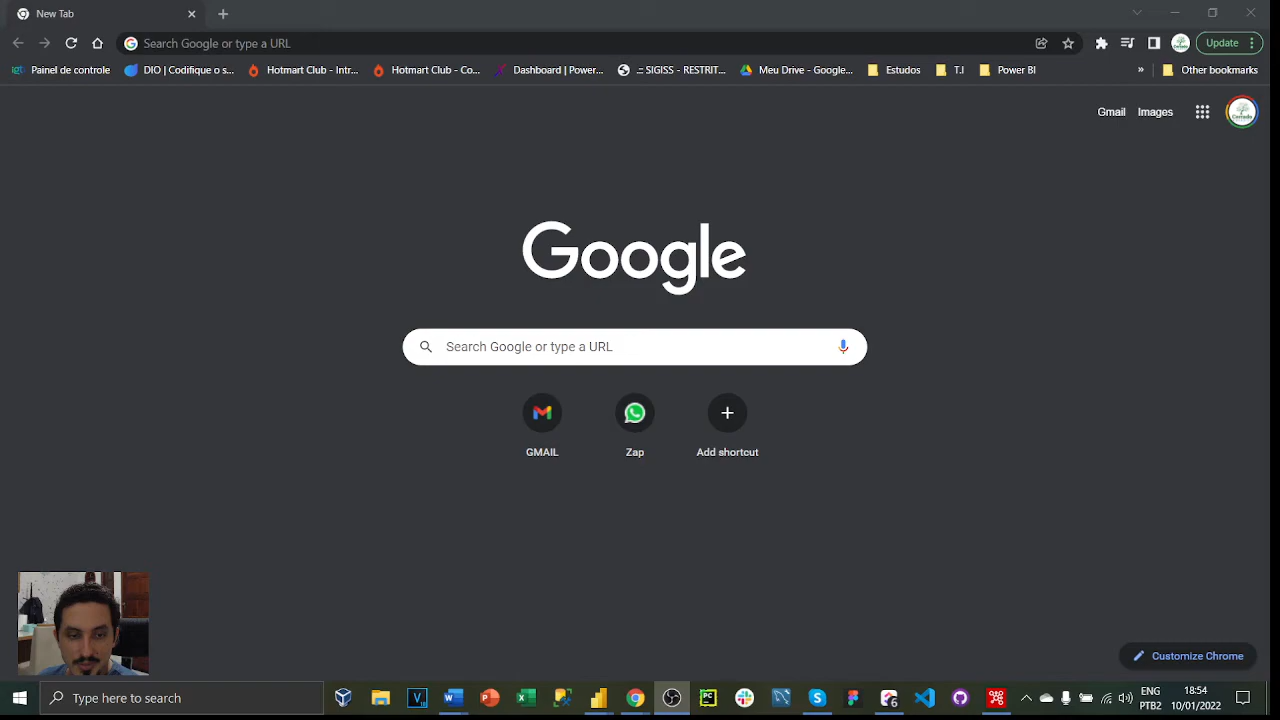 New Tab
Search Google or type a URL
Update
Painel de controle
DIO | Codifique o s...
Hotmart Club - Intr...
Hotmart Club - Co...
Dashboard | Power...
.:: SIGISS - RESTRIT...
Meu Drive - Google...
Estudos
T.I
Power BI
»
Other bookmarks
Gmail
Images
Google
Search Google or type a URL
GMAIL
Zap
Add shortcut
Customize Chrome
Type here to search
ENG
PTB2
18:54
10/01/2022